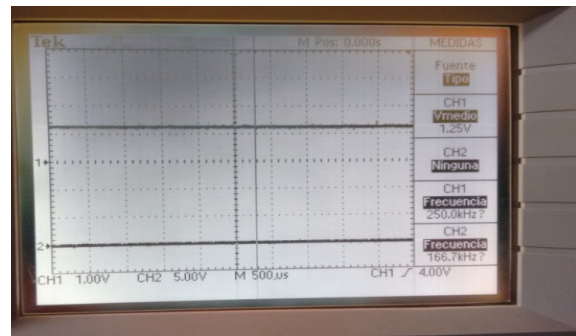 Tek
M Pos: 0.000s
MEDIDAS
Fuente
Tipo
CH1
Vmedio
1.25V
CH2
Ninguna
CH1
Frecuencia
250.0kHz?
CH2
Frecuencia
166.7kHz?
1
2
CH1 1.00V CH2 5.00V M 500µs CH1 / 4.00V